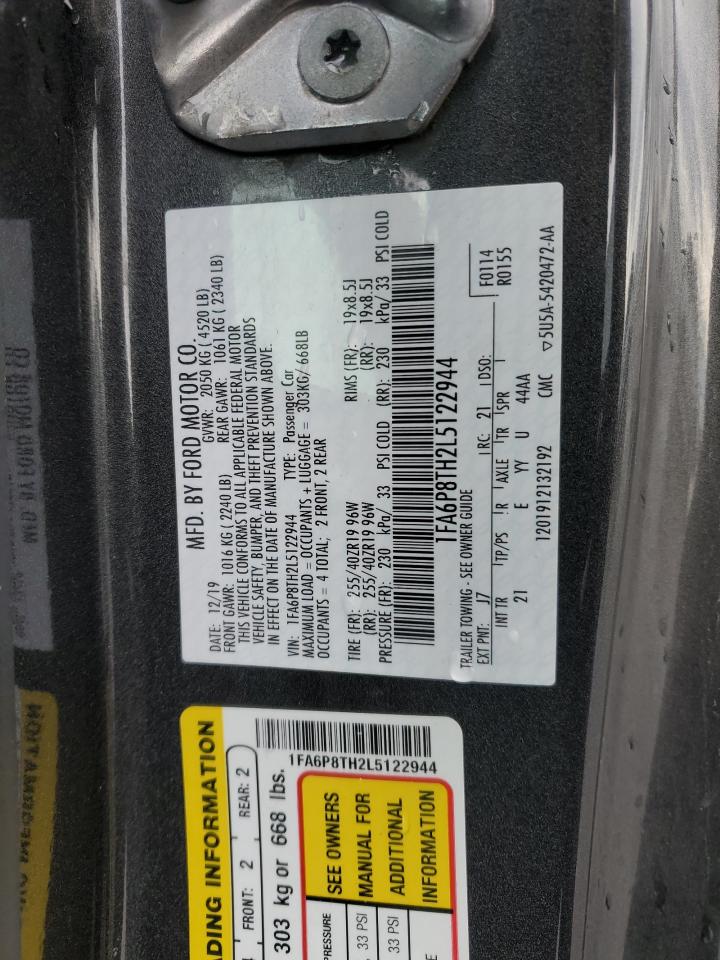 MFD. BY FORD MOTOR CO.
DATE: 12/19 GVWR: 2050 KG ( 4520 LB)
FRONT GAWR: 1016 KG ( 2240 LB) REAR GAWR: 1061 KG ( 2340 LB)
THIS VEHICLE CONFORMS TO ALL APPLICABLE FEDERAL MOTOR
VEHICLE SAFETY, BUMPER, AND THEFT PREVENTION STANDARDS
IN EFFECT ON THE DATE OF MANUFACTURE SHOWN ABOVE.
VIN: 1FA6P8TH2L5122944 TYPE: Passenger Car
MAXIMUM LOAD = OCCUPANTS + LUGGAGE = 303KG/ 668LB
OCCUPANTS = 4 TOTAL; 2 FRONT, 2 REAR
TIRE (FR): 255/40ZR19 96W RIMS (FR): 19x8.5J
(RR): 255/40ZR19 96W (RR): 19x8.5J
PRESSURE (FR): 230 kPa/ 33 PSI COLD (RR): 230 kPa/ 33 PSI COLD
1FA6P8TH2L5122944
TRAILER TOWING - SEE OWNER GUIDE
EXT PNT: J7 RC: 21 DSO: F0114
R0155
INT TR TP/PS R AXLE TR SPR
21 E YY U 44AA
1201912132192 CMC ▽5U5A-5420472-AA
ADING INFORMATION
FRONT: 2 REAR: 2
303 kg or 668 lbs.
1FA6P8TH2L5122944
PRESSURE
, 33 PSI
, 33 PSI
SEE OWNERS
MANUAL FOR
ADDITIONAL
INFORMATION